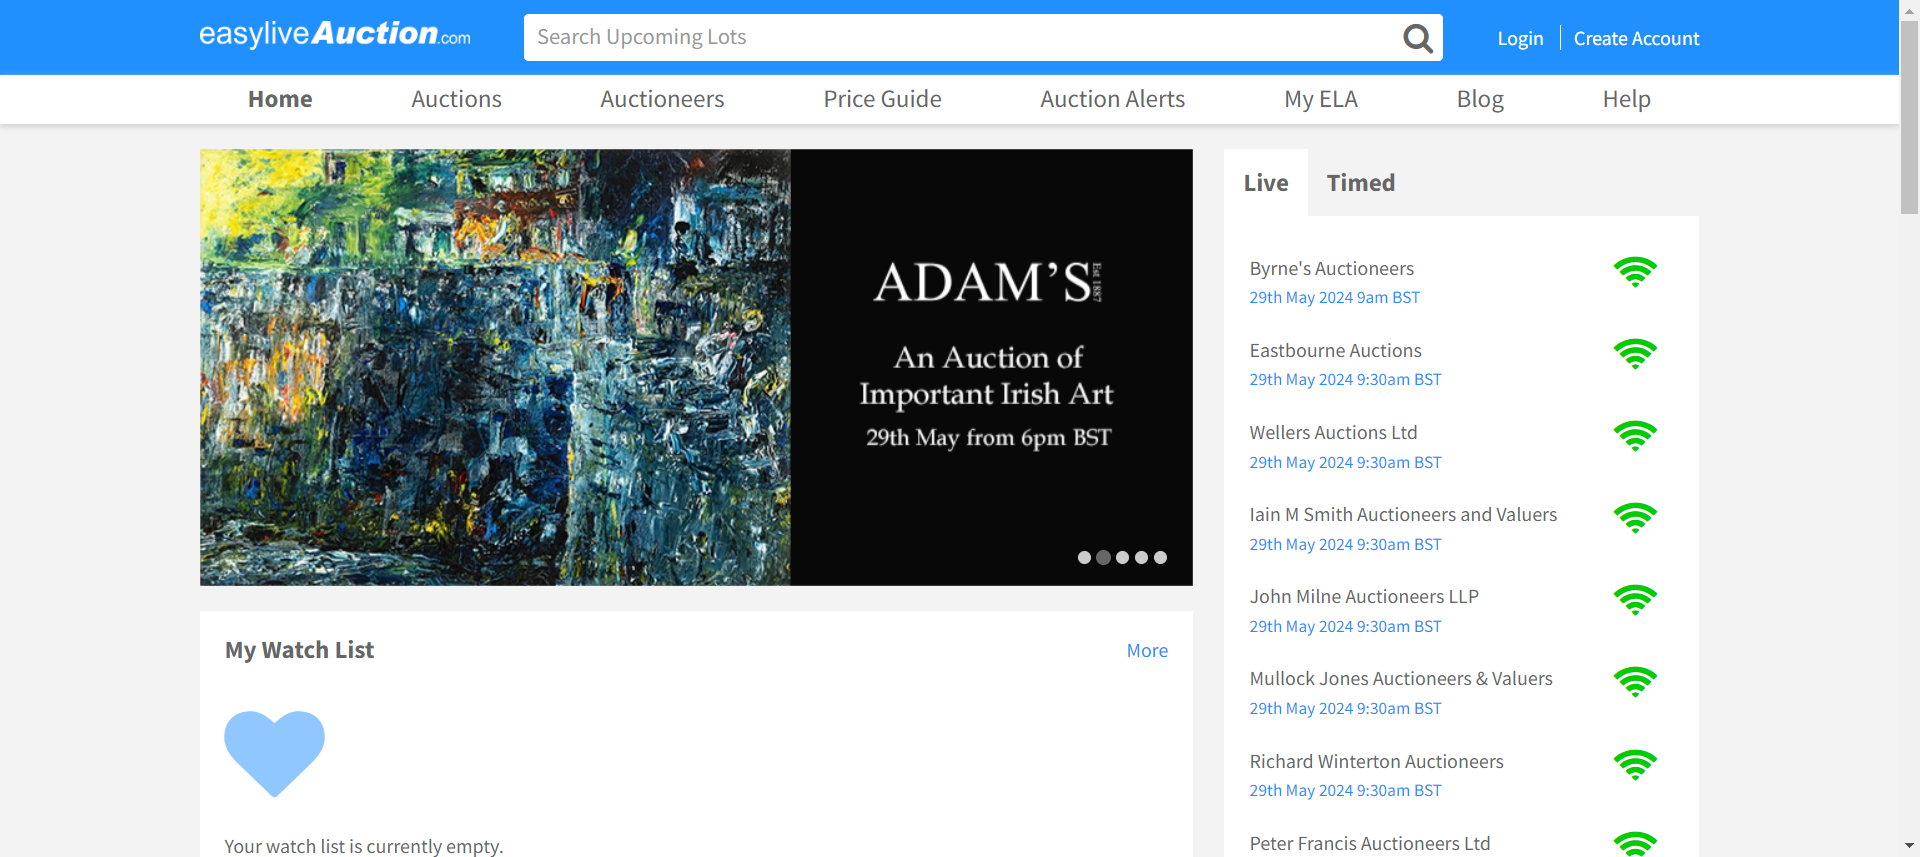 easyliveAuction.com
Search Upcoming Lots
Login
Create Account
Home
Auctions
Auctioneers
Price Guide
Auction Alerts
My ELA
Blog
Help
ADAM'S Est 1887
An Auction of
Important Irish Art
29th May from 6pm BST
My Watch List
More
Your watch list is currently empty.
Live
Timed
Byrne's Auctioneers
29th May 2024 9am BST
Eastbourne Auctions
29th May 2024 9:30am BST
Wellers Auctions Ltd
29th May 2024 9:30am BST
Iain M Smith Auctioneers and Valuers
29th May 2024 9:30am BST
John Milne Auctioneers LLP
29th May 2024 9:30am BST
Mullock Jones Auctioneers & Valuers
29th May 2024 9:30am BST
Richard Winterton Auctioneers
29th May 2024 9:30am BST
Peter Francis Auctioneers Ltd